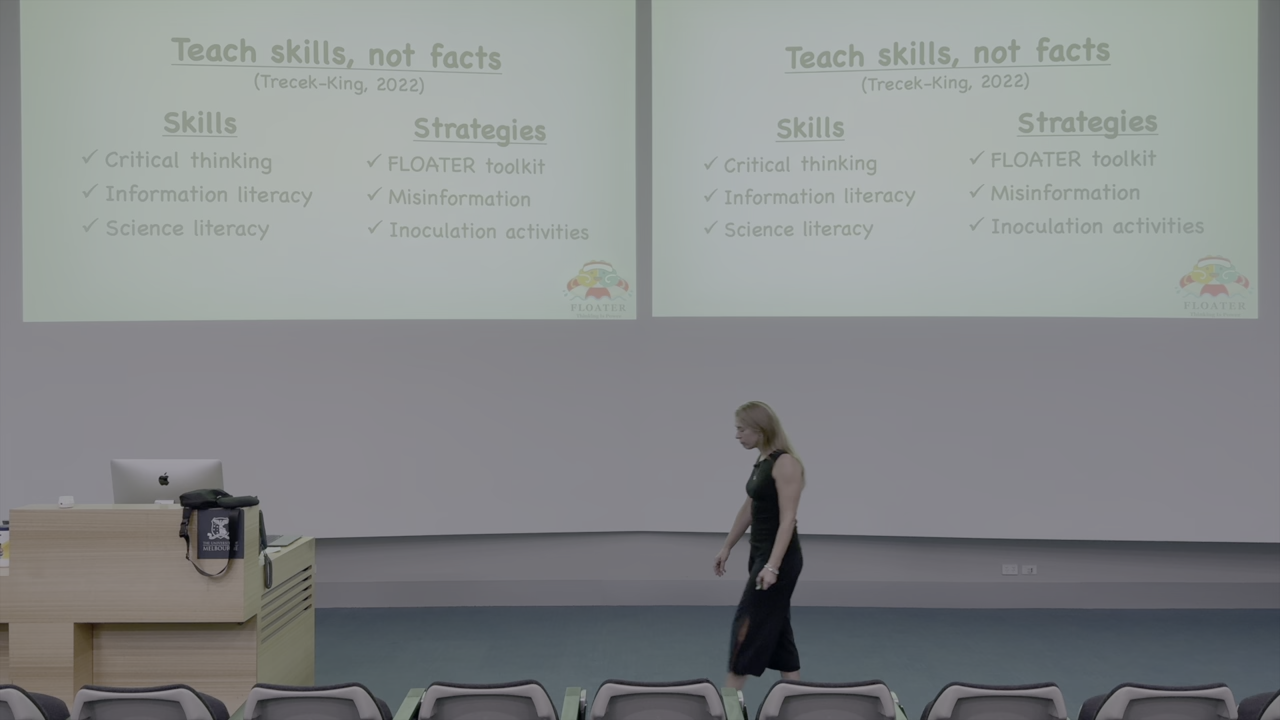 Teach skills, not facts
(Trecek-King, 2022)
Skills
✓ Critical thinking
✓ Information literacy
✓ Science literacy
Strategies
✓ FLOATER toolkit
✓ Misinformation
✓ Inoculation activities
FLOATER
Teach skills, not facts
(Trecek-King, 2022)
Skills
✓ Critical thinking
✓ Information literacy
✓ Science literacy
Strategies
✓ FLOATER toolkit
✓ Misinformation
✓ Inoculation activities
FLOATER
MELBOURNE